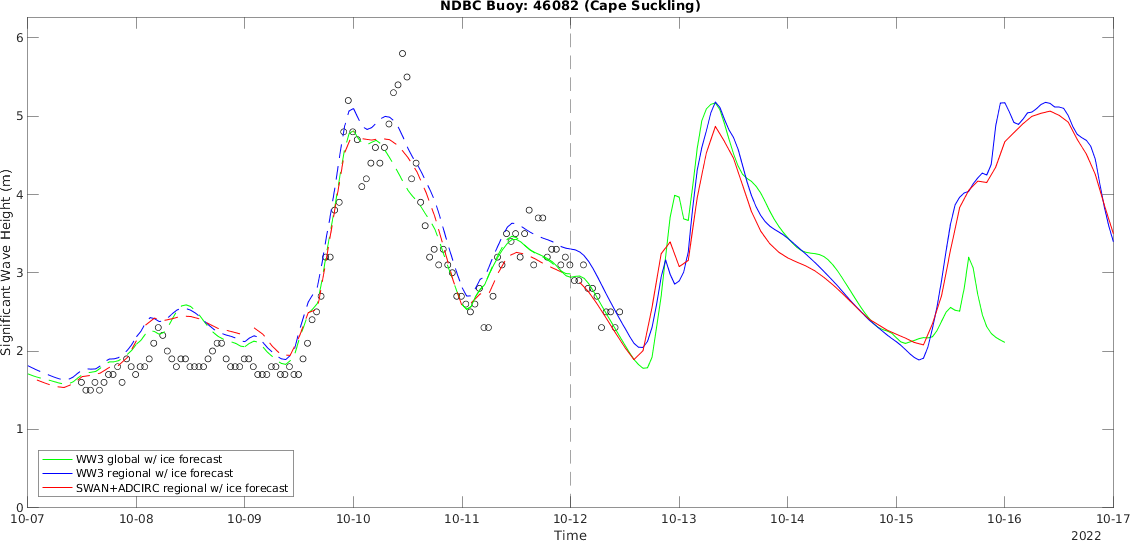 NDBC Buoy: 46082 (Cape Suckling)
Significant Wave Height (m)
6
5
4
3
2
1
0
WW3 global w/ ice forecast
WW3 regional w/ ice forecast
SWAN+ADCIRC regional w/ ice forecast
10-07 10-08 10-09 10-10 10-11 10-12 10-13 10-14 10-15 10-16 10-17
Time
2022